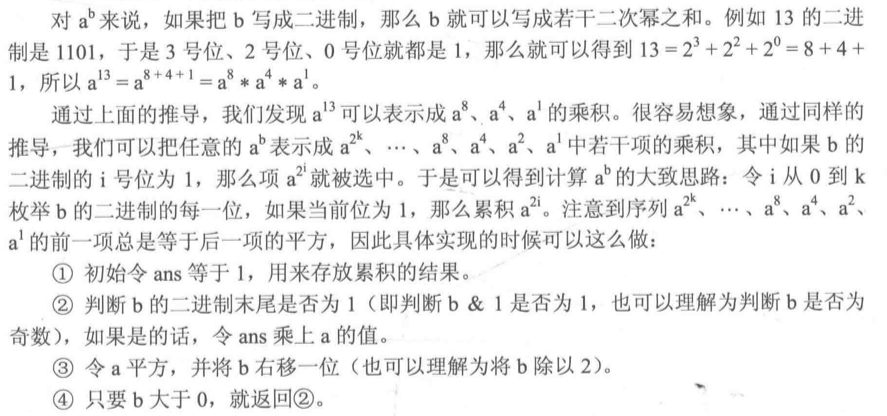 对 a^b 来说，如果把 b 写成二进制，那么 b 就可以写成若干二次幂之和。例如 13 的二进
制是 1101，于是 3 号位、2 号位、0 号位就都是 1，那么就可以得到 13 = 2^3 + 2^2 + 2^0 = 8 + 4 +
1，所以 a^13 = a^(8 + 4 + 1) = a^8 * a^4 * a^1。
通过上面的推导，我们发现 a^13 可以表示成 a^8、a^4、a^1 的乘积。很容易想象，通过同样的
推导，我们可以把任意的 a^b 表示成 a^(2^k)、…、a^8、a^4、a^2、a^1 中若干项的乘积，其中如果 b 的
二进制的 i 号位为 1，那么项 a^(2^i) 就被选中。于是可以得到计算 a^b 的大致思路：令 i 从 0 到 k
枚举 b 的二进制的每一位，如果当前位为 1，那么累积 a^(2^i)。注意到序列 a^(2^k)、…、a^8、a^4、a^2、
a^1 的前一项总是等于后一项的平方，因此具体实现的时候可以这么做：
① 初始令 ans 等于 1，用来存放累积的结果。
② 判断 b 的二进制末尾是否为 1（即判断 b & 1 是否为 1，也可以理解为判断 b 是否为
奇数），如果是的话，令 ans 乘上 a 的值。
③ 令 a 平方，并将 b 右移一位（也可以理解为将 b 除以 2）。
④ 只要 b 大于 0，就返回②。